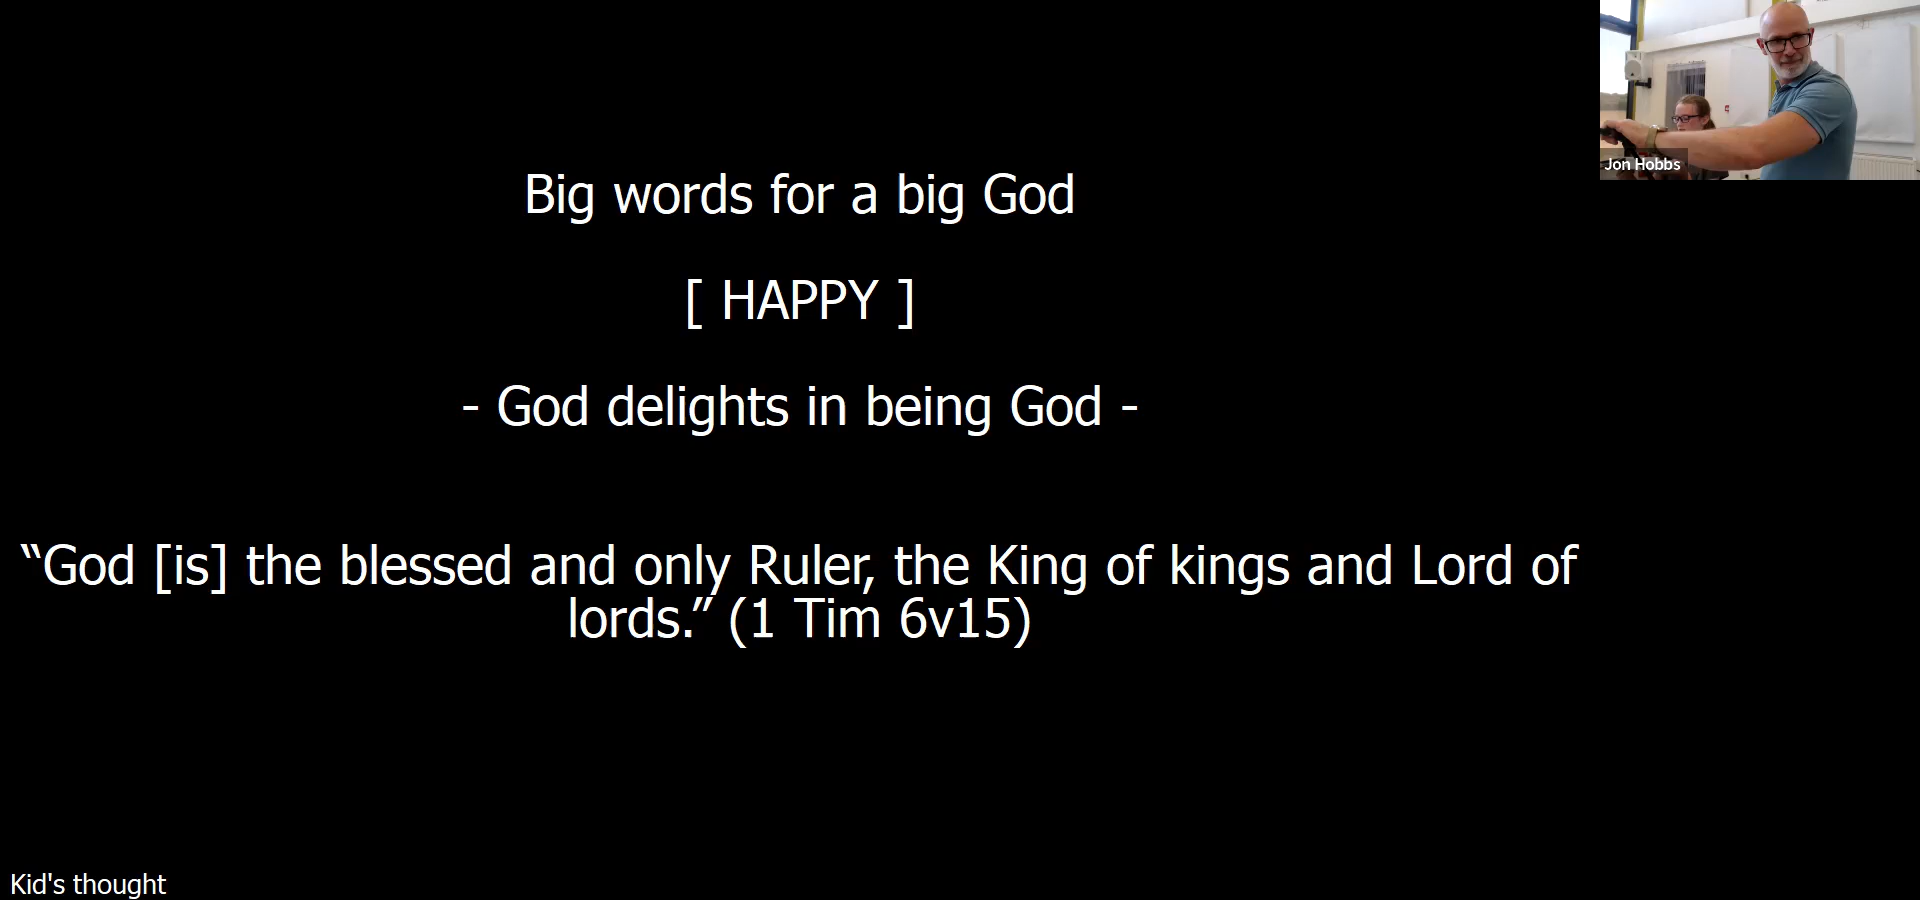 Big words for a big God
[ HAPPY ]
- God delights in being God -
“God [is] the blessed and only Ruler, the King of kings and Lord of
lords.” (1 Tim 6v15)
Jon Hobbs
Kid's thought